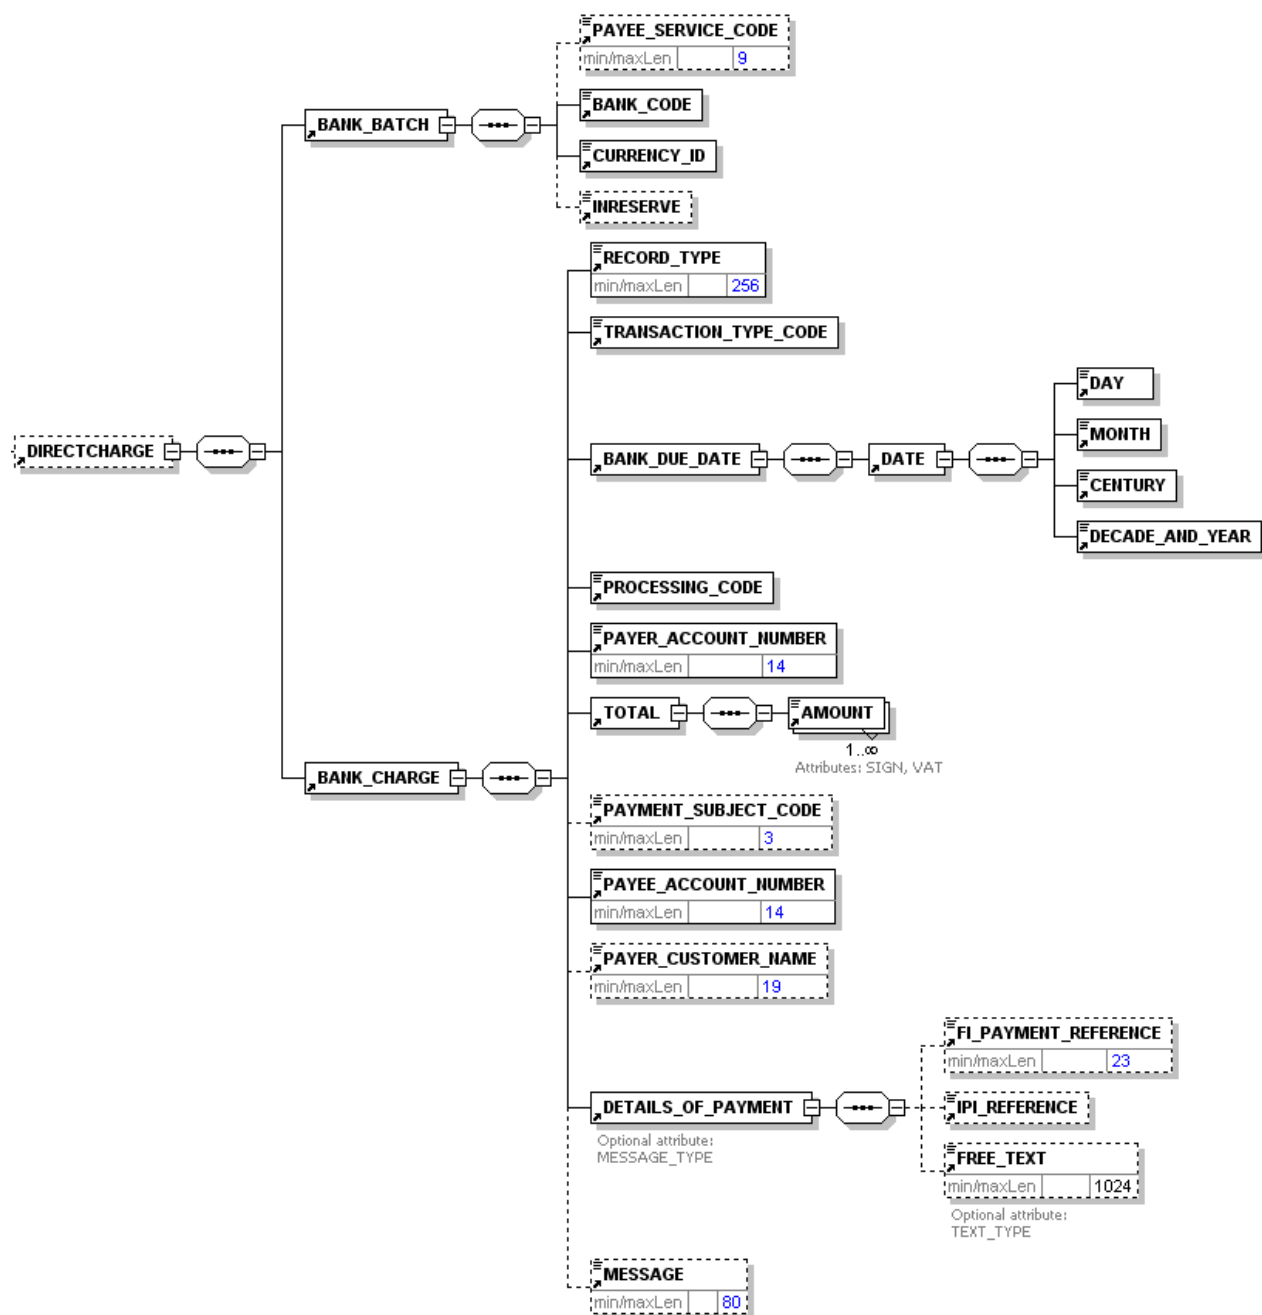 PAYEE_SERVICE_CODE
min/maxLen 9
BANK_BATCH
BANK_CODE
CURRENCY_ID
INRESERVE
RECORD_TYPE
min/maxLen 256
TRANSACTION_TYPE_CODE
DIRECTCHARGE
BANK_DUE_DATE
DATE
DAY
MONTH
CENTURY
DECADE_AND_YEAR
PROCESSING_CODE
PAYER_ACCOUNT_NUMBER
min/maxLen 14
TOTAL
AMOUNT
1..∞
Attributes: SIGN, VAT
BANK_CHARGE
PAYMENT_SUBJECT_CODE
min/maxLen 3
PAYEE_ACCOUNT_NUMBER
min/maxLen 14
PAYER_CUSTOMER_NAME
min/maxLen 19
FI_PAYMENT_REFERENCE
min/maxLen 23
DETAILS_OF_PAYMENT
Optional attribute:
MESSAGE_TYPE
IPI_REFERENCE
FREE_TEXT
min/maxLen 1024
Optional attribute:
TEXT_TYPE
MESSAGE
min/maxLen 80